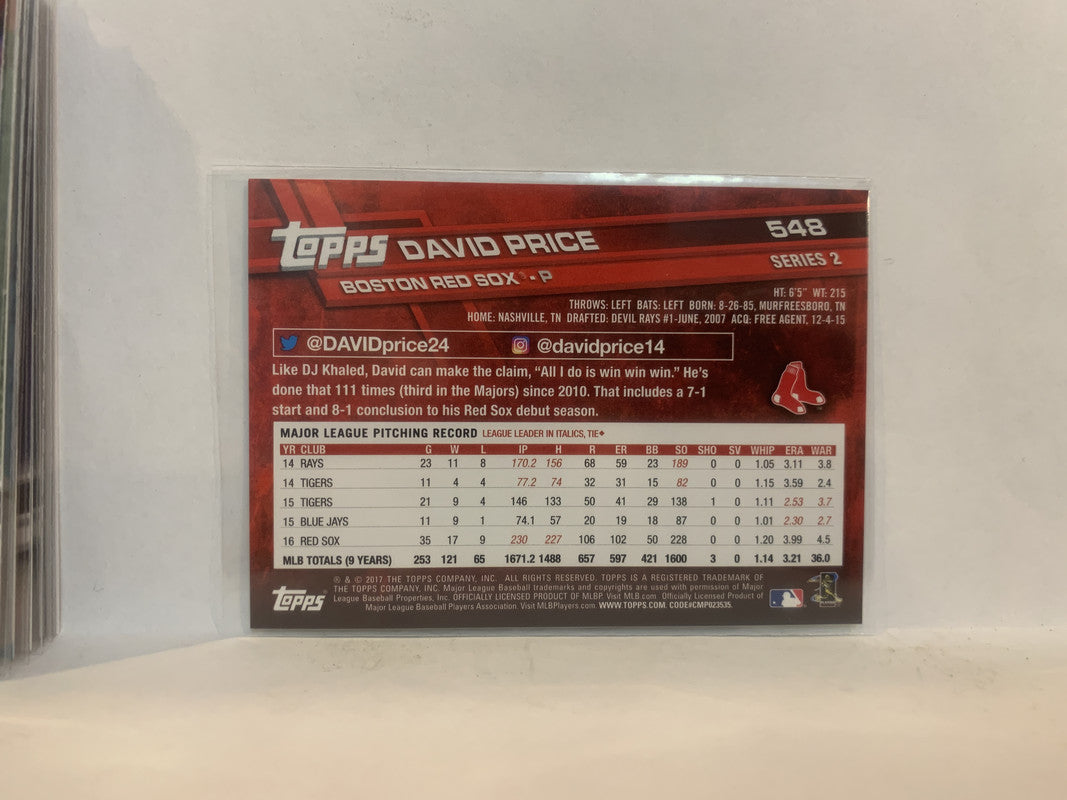 topps DAVID PRICE 548
BOSTON RED SOX - P SERIES 2
HT: 6'5" WT: 215
THROWS: LEFT BATS: LEFT BORN: 8-26-85, MURFREESBORO, TN
HOME: NASHVILLE, TN DRAFTED: DEVIL RAYS #1-JUNE, 2007 ACQ: FREE AGENT, 12-4-15
@DAVIDprice24 @davidprice14
Like DJ Khaled, David can make the claim, “All I do is win win win.” He’s
done that 111 times (third in the Majors) since 2010. That includes a 7-1
start and 8-1 conclusion to his Red Sox debut season.
MAJOR LEAGUE PITCHING RECORD LEAGUE LEADER IN ITALICS, TIE♦
YR CLUB G W L IP H R ER BB SO SHO SV WHIP ERA WAR
14 RAYS 23 11 8 170.2 156 68 59 23 189 0 0 1.05 3.11 3.8
14 TIGERS 11 4 4 77.2 74 32 31 15 82 0 0 1.15 3.59 2.4
15 TIGERS 21 9 4 146 133 50 41 29 138 1 0 1.11 2.53 3.7
15 BLUE JAYS 11 9 1 74.1 57 20 19 18 87 0 0 1.01 2.30 2.7
16 RED SOX 35 17 9 230 227 106 102 50 228 0 0 1.20 3.99 4.5
MLB TOTALS (9 YEARS) 253 121 65 1671.2 1488 657 597 421 1600 3 0 1.14 3.21 36.0
topps
® & © 2017 THE TOPPS COMPANY, INC. ALL RIGHTS RESERVED. TOPPS IS A REGISTERED TRADEMARK OF
THE TOPPS COMPANY, INC. Major League Baseball trademarks and copyrights are used with permission of Major
League Baseball Properties, Inc. OFFICIALLY LICENSED PRODUCT OF MLBP. Visit MLB.com. Officially Licensed Product of
Major League Baseball Players Association. Visit MLBPlayers.com. WWW.TOPPS.COM. CODE#CMP023535.